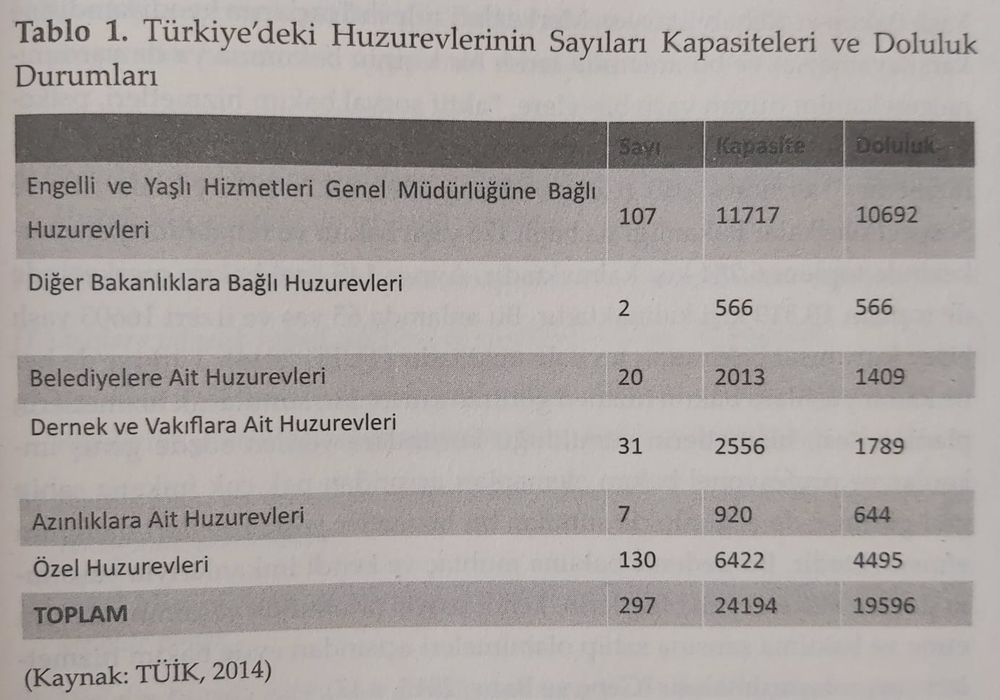 Tablo 1. Türkiye'deki Huzurevlerinin Sayıları Kapasiteleri ve Doluluk
Durumları
Sayı Kapasite Doluluk
Engelli ve Yaşlı Hizmetleri Genel Müdürlüğüne Bağlı
Huzurevleri 107 11717 10692
Diğer Bakanlıklara Bağlı Huzurevleri 2 566 566
Belediyelere Ait Huzurevleri 20 2013 1409
Dernek ve Vakıflara Ait Huzurevleri 31 2556 1789
Azınlıklara Ait Huzurevleri 7 920 644
Özel Huzurevleri 130 6422 4495
TOPLAM 297 24194 19596
(Kaynak: TÜİK, 2014)